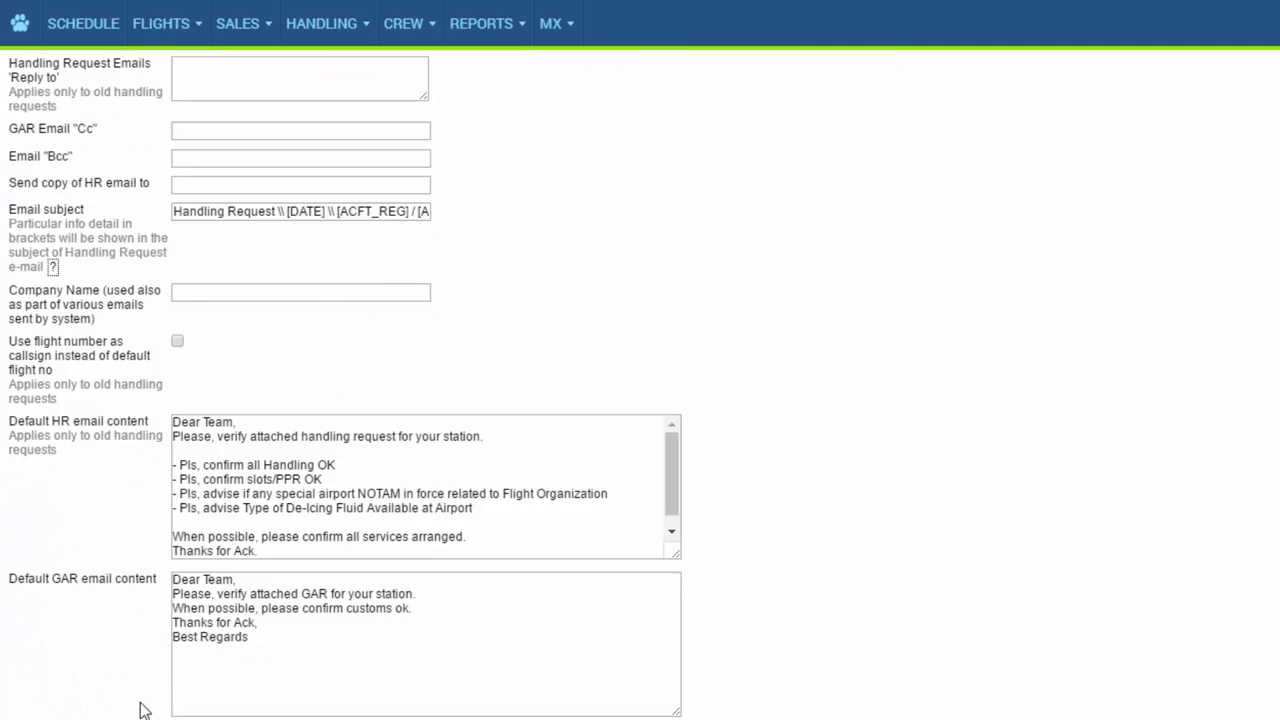 SCHEDULE FLIGHTS SALES HANDLING CREW REPORTS MX
Handling Request Emails
'Reply to'
Applies only to old handling
requests
GAR Email "Cc"
Email "Bcc"
Send copy of HR email to
Email subject
Handling Request \\ [DATE] \\ [ACFT_REG] / [A
Particular info detail in
brackets will be shown in the
subject of Handling Request
e-mail ?
Company Name (used also
as part of various emails
sent by system)
Use flight number as
callsign instead of default
flight no
Applies only to old handling
requests
Default HR email content
Applies only to old handling
requests
Dear Team,
Please, verify attached handling request for your station.
- Pls, confirm all Handling OK
- Pls, confirm slots/PPR OK
- Pls, advise if any special airport NOTAM in force related to Flight Organization
- Pls, advise Type of De-Icing Fluid Available at Airport
When possible, please confirm all services arranged.
Thanks for Ack.
Default GAR email content
Dear Team,
Please, verify attached GAR for your station.
When possible, please confirm customs ok.
Thanks for Ack,
Best Regards